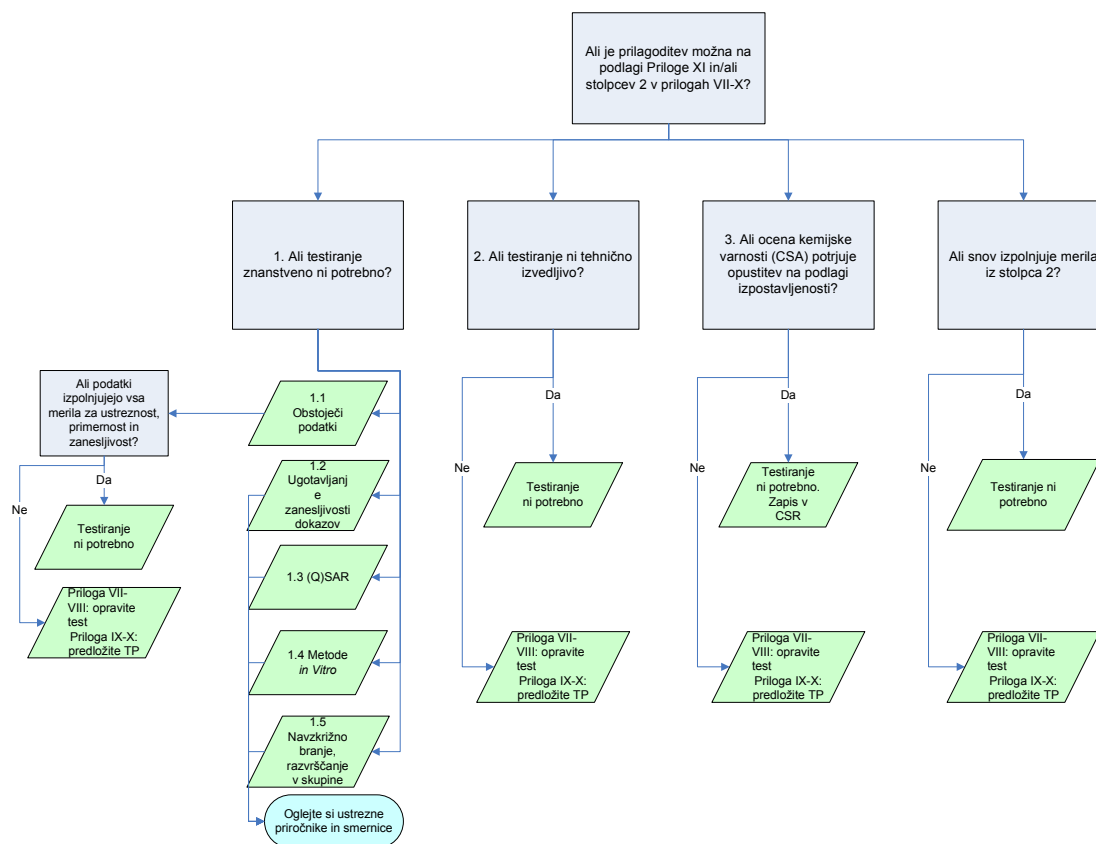 Ali je prilagoditev možna na
podlagi Priloge XI in/ali
stolpcev 2 v prilogah VII-X?
1. Ali testiranje
znanstveno ni potrebno?
2. Ali testiranje ni tehnično
izvedljivo?
3. Ali ocena kemijske
varnosti (CSA) potrjuje
opustitev na podlagi
izpostavljenosti?
Ali snov izpolnjuje merila
iz stolpca 2?
Ali podatki
izpolnjujejo vsa
merila za ustreznost,
primernost in
zanesljivost?
Ne
Da
Testiranje
ni potrebno
Priloga VII-
VIII: opravite
test
Priloga IX-X:
predložite TP
1.1
Obstoječi
podatki
1.2
Ugotavljanj
e
zanesljivosti
dokazov
1.3 (Q)SAR
1.4 Metode
in Vitro
1.5
Navzkrižno
branje,
razvrščanje
v skupine
Oglejte si ustrezne
priročnike in smernice
Ne
Da
Testiranje
ni potrebno
Priloga VII-
VIII: opravite
test
Priloga IX-X:
predložite TP
Ne
Da
Testiranje
ni potrebno.
Zapis v
CSR
Priloga VII-
VIII: opravite
test
Priloga IX-X:
predložite TP
Ne
Da
Testiranje ni
potrebno
Priloga VII-
VIII: opravite
test
Priloga IX-X:
predložite TP